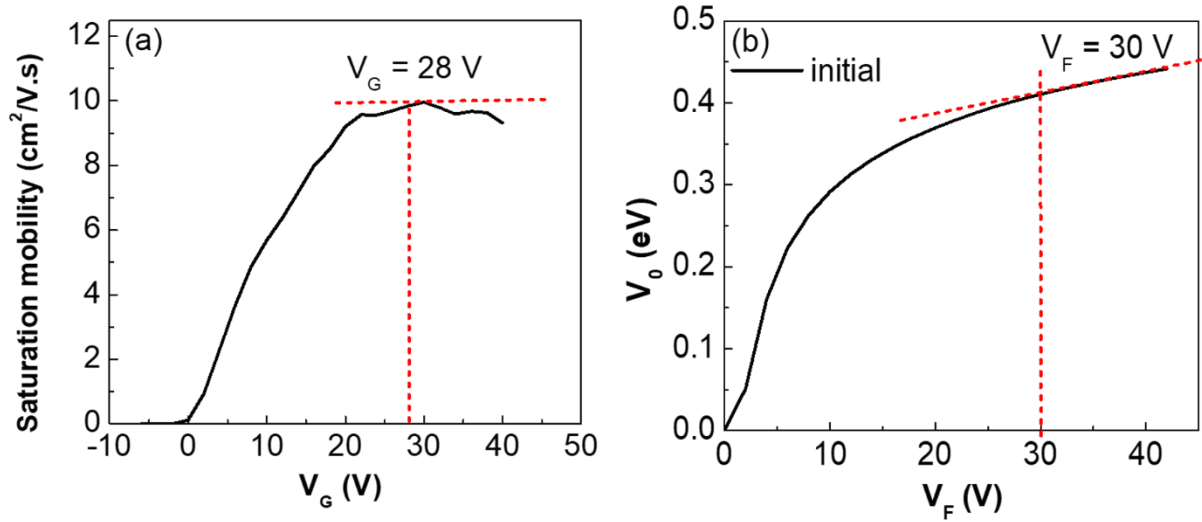 (a)
V_G = 28 V
Saturation mobility (cm²/V.s)
12
10
8
6
4
2
0
-10
0
10
20
30
40
50
V_G (V)
(b)
V_F = 30 V
initial
V_0 (eV)
0.5
0.4
0.3
0.2
0.1
0.0
0
10
20
30
40
V_F (V)